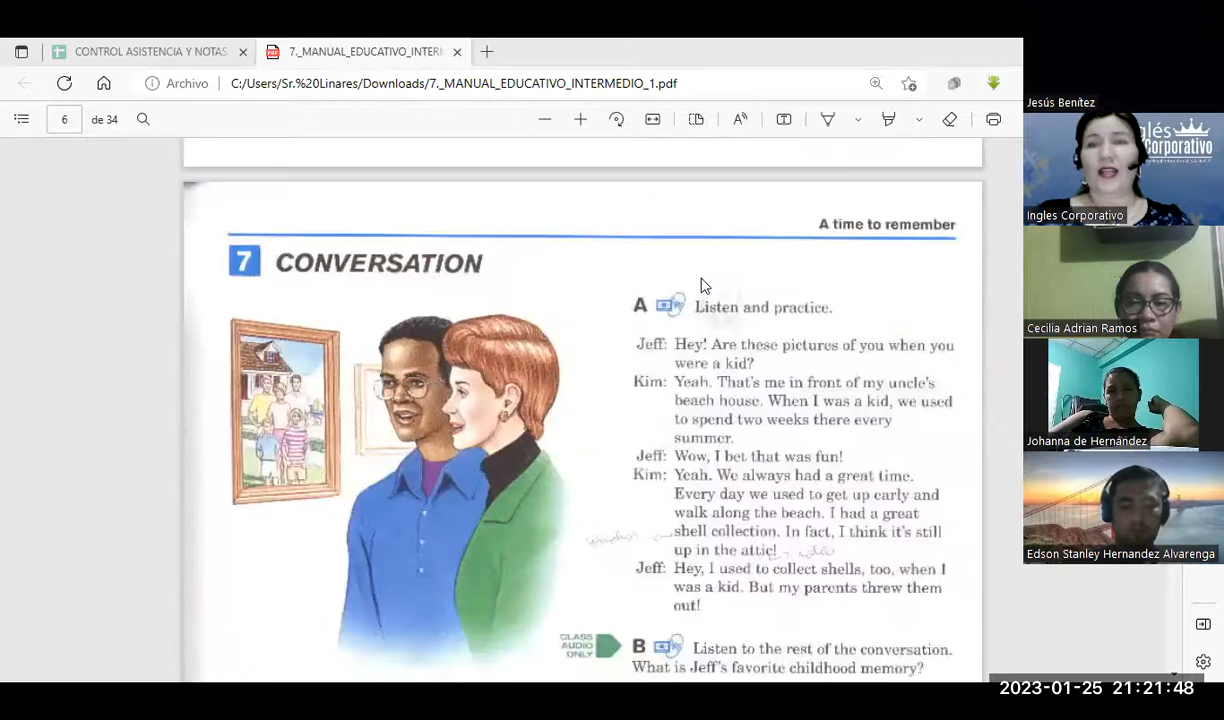 CONTROL ASISTENCIA Y NOTAS
7._MANUAL_EDUCATIVO_INTERM
Archivo
C:/Users/Sr.%20Linares/Downloads/7._MANUAL_EDUCATIVO_INTERMEDIO_1.pdf
6
de 34
A time to remember
7 CONVERSATION
A Listen and practice.
Jeff: Hey! Are these pictures of you when you
were a kid?
Kim: Yeah. That's me in front of my uncle's
beach house. When I was a kid, we used
to spend two weeks there every
summer.
Jeff: Wow, I bet that was fun!
Kim: Yeah. We always had a great time.
Every day we used to get up early and
walk along the beach. I had a great
shell collection. In fact, I think it's still
up in the attic!
Jeff: Hey, I used to collect shells, too, when I
was a kid. But my parents threw them
out!
CLASS
AUDIO
ONLY
B Listen to the rest of the conversation.
What is Jeff's favorite childhood memory?
Jesús Benítez
glés
Corporativo
Ingles Corporativo
Cecilia Adrian Ramos
Johanna de Hernández
Edson Stanley Hernandez Alvarenga
2023-01-25 21:21:48